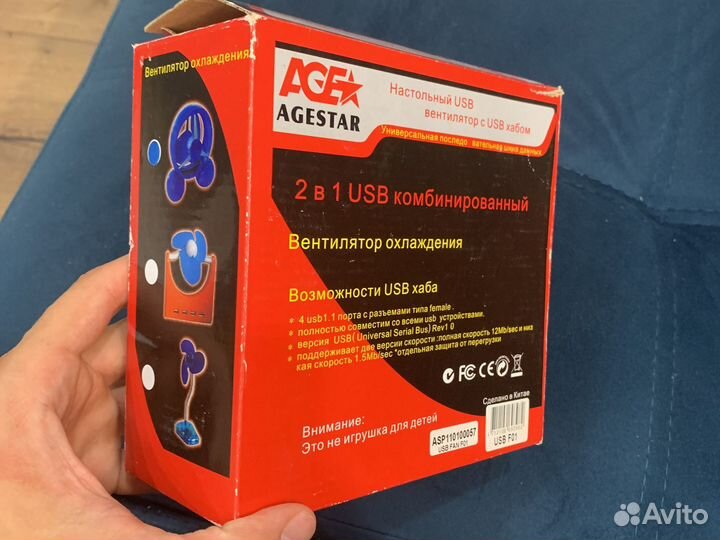 Вентилятор охлаждения
AGE
AGESTAR
Настольный USB
вентилятор с USB хабом
Универсальная последо вательная шина данных.
2 в 1 USB комбинированный
Вентилятор охлаждения
Возможности USB хаба
* 4 usb1.1 порта с разъемами типа female.
* полностью совместим со всеми usb устройствами.
* версия USB( Universal Serial Bus) Rev1 0
* поддерживает две версии скорости :полная скорость 12Mb/sec и низ
кая скорость 1.5Mb/sec *отдельная защита от перегрузки
FC CE
Сделано в Китае
Внимание:
Это не игрушка для детей
ASP110100057
USB FAN F01
USB F01
Avito